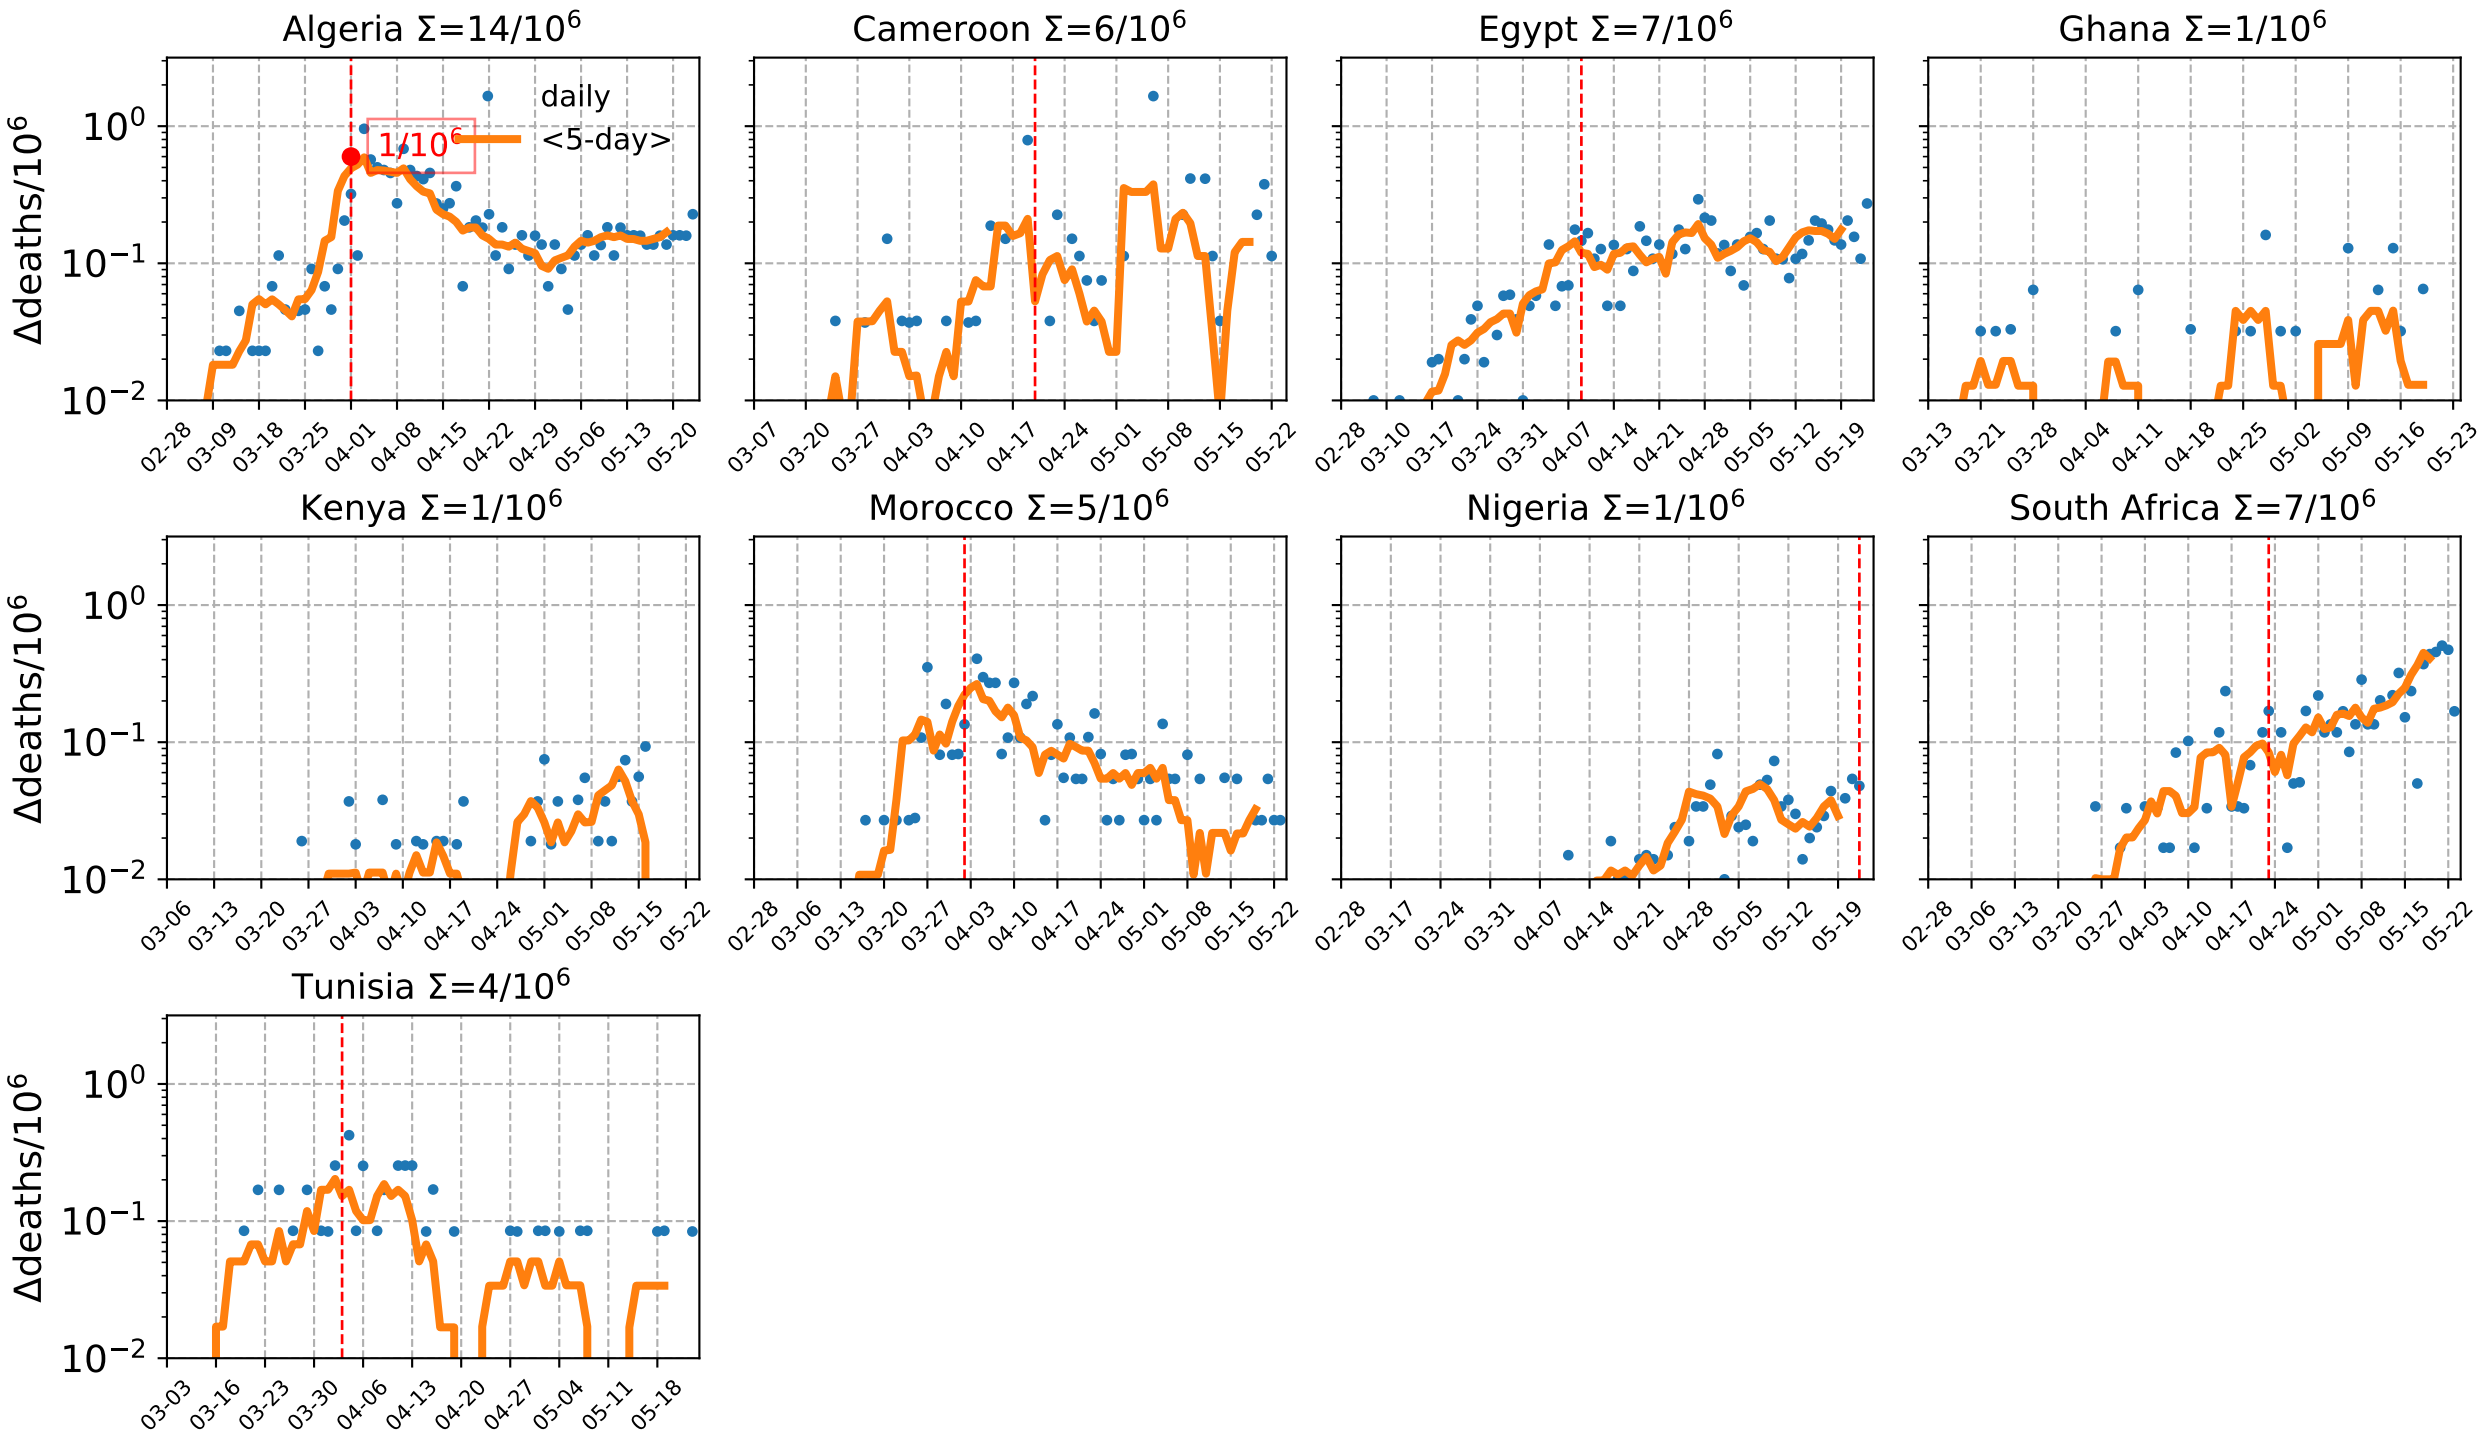 Algeria Σ=14/10⁶
Cameroon Σ=6/10⁶
Egypt Σ=7/10⁶
Ghana Σ=1/10⁶
Δdeaths/10⁶
10⁰
10⁻¹
10⁻²
daily
<5-day>
1/10⁶
02-28 03-09 03-18 03-25 04-01 04-08 04-15 04-22 04-29 05-06 05-13 05-20
03-07 03-20 03-27 04-03 04-10 04-17 04-24 05-01 05-08 05-15 05-22
02-28 03-10 03-17 03-24 03-31 04-07 04-14 04-21 04-28 05-05 05-12 05-19
03-13 03-21 03-28 04-04 04-11 04-18 04-25 05-02 05-09 05-16 05-23
Kenya Σ=1/10⁶
Morocco Σ=5/10⁶
Nigeria Σ=1/10⁶
South Africa Σ=7/10⁶
Δdeaths/10⁶
10⁰
10⁻¹
10⁻²
03-06 03-13 03-20 03-27 04-03 04-10 04-17 04-24 05-01 05-08 05-15 05-22
02-28 03-06 03-13 03-20 03-27 04-03 04-10 04-17 04-24 05-01 05-08 05-15 05-22
02-28 03-17 03-24 03-31 04-07 04-14 04-21 04-28 05-05 05-12 05-19
02-28 03-06 03-13 03-20 03-27 04-03 04-10 04-17 04-24 05-01 05-08 05-15 05-22
Tunisia Σ=4/10⁶
Δdeaths/10⁶
10⁰
10⁻¹
10⁻²
03-03 03-16 03-23 03-30 04-06 04-13 04-20 04-27 05-04 05-11 05-18